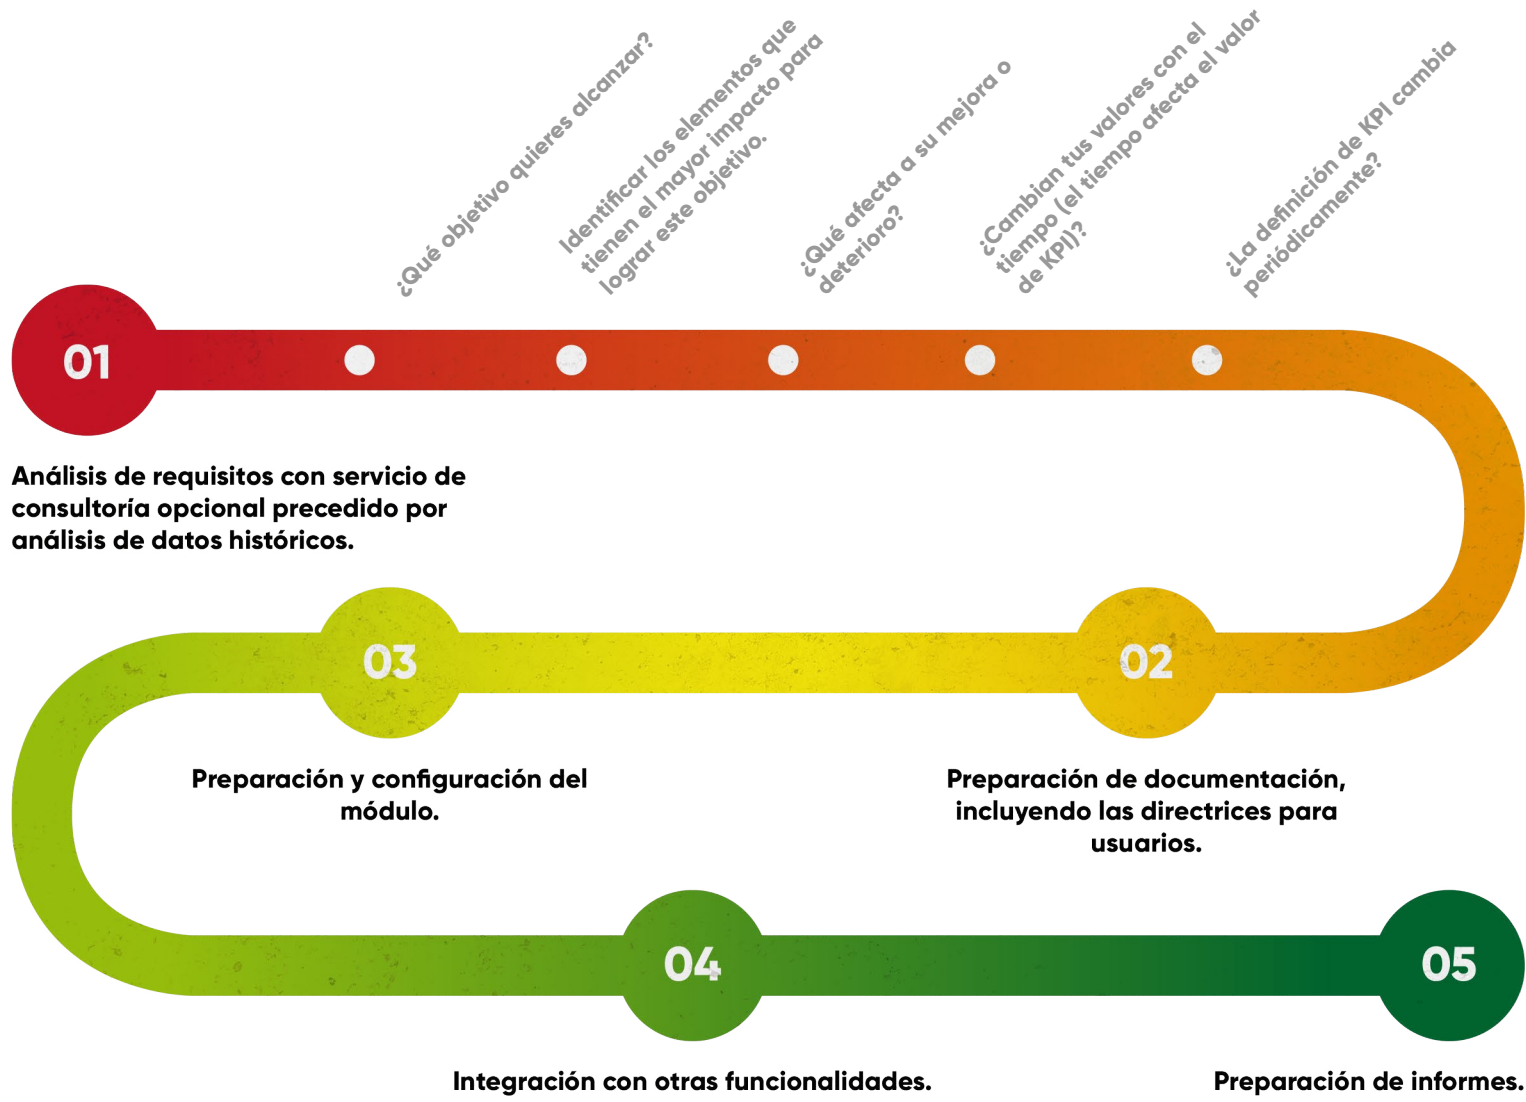 ¿Qué objetivo quieres alcanzar?
Identificar los elementos que
tienen el mayor impacto para
lograr este objetivo.
¿Qué afecta a su mejora o
deterioro?
¿Cambian tus valores con el
tiempo (el tiempo afecta el valor
de KPI)?
¿La definición de KPI cambia
periódicamente?
01
Análisis de requisitos con servicio de
consultoría opcional precedido por
análisis de datos históricos.
02
Preparación de documentación,
incluyendo las directrices para
usuarios.
03
Preparación y configuración del
módulo.
04
Integración con otras funcionalidades.
05
Preparación de informes.